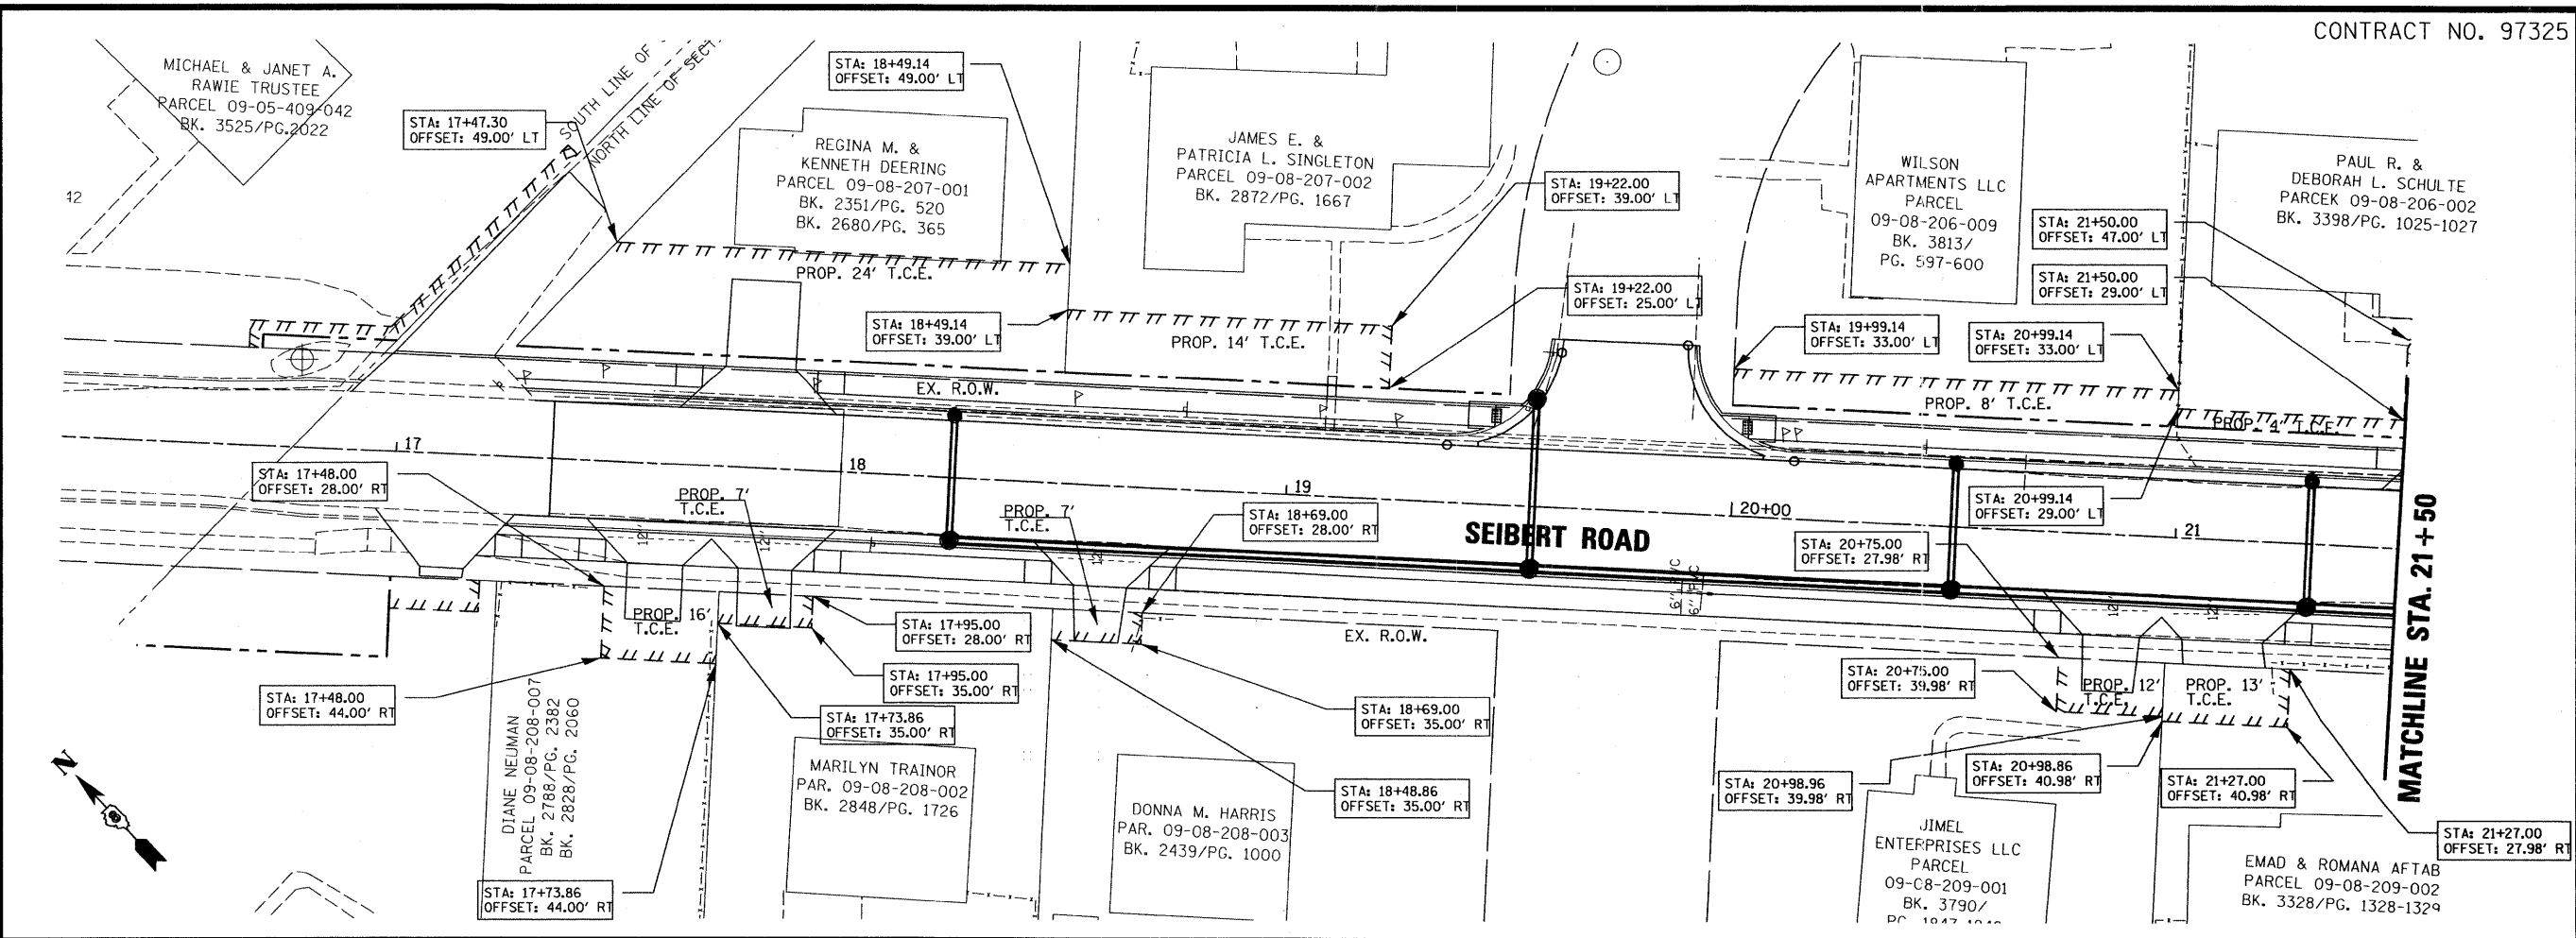 CONTRACT NO. 97325
MICHAEL & JANET A.
RAWIE TRUSTEE
PARCEL 09-05-409-042
BK. 3525/PG.2022
12
STA: 17+47.30
OFFSET: 49.00' LT
SOUTH LINE OF
NORTH LINE OF SECT.
STA: 18+49.14
OFFSET: 49.00' LT
REGINA M. &
KENNETH DEERING
PARCEL 09-08-207-001
BK. 2351/PG. 520
BK. 2680/PG. 365
PROP. 24' T.C.E.
JAMES E. &
PATRICIA L. SINGLETON
PARCEL 09-08-207-002
BK. 2872/PG. 1667
STA: 19+22.00
OFFSET: 39.00' LT
WILSON
APARTMENTS LLC
PARCEL
09-08-206-009
BK. 3813/
PG. 597-600
PAUL R. &
DEBORAH L. SCHULTE
PARCEK 09-08-206-002
BK. 3398/PG. 1025-1027
STA: 21+50.00
OFFSET: 47.00' LT
STA: 21+50.00
OFFSET: 29.00' LT
STA: 19+22.00
OFFSET: 25.00' LT
STA: 18+49.14
OFFSET: 39.00' LT
PROP. 14' T.C.E.
STA: 19+99.14
OFFSET: 33.00' LT
STA: 20+99.14
OFFSET: 33.00' LT
EX. R.O.W.
PROP. 8' T.C.E.
PROP. 4' T.C.E.
17
18
19
20+00
21
STA: 17+48.00
OFFSET: 28.00' RT
PROP. 7'
T.C.E.
PROP. 7'
T.C.E.
STA: 18+69.00
OFFSET: 28.00' RT
SEIBERT ROAD
STA: 20+99.14
OFFSET: 29.00' LT
STA: 20+75.00
OFFSET: 27.98' RT
MATCHLINE STA. 21+50
10'
12'
12'
6" PVC
6" PVC
10'
12'
PROP. 16'
T.C.E.
STA: 17+95.00
OFFSET: 28.00' RT
EX. R.O.W.
STA: 17+95.00
OFFSET: 35.00' RT
STA: 20+75.00
OFFSET: 39.98' RT
PROP. 12'
T.C.E.
PROP. 13'
T.C.E.
STA: 17+48.00
OFFSET: 44.00' RT
STA: 17+73.86
OFFSET: 35.00' RT
STA: 18+69.00
OFFSET: 35.00' RT
DIANE NEUMAN
PARCEL 09-08-208-007
BK. 2788/PG. 2382
BK. 2828/PG. 2060
MARILYN TRAINOR
PAR. 09-08-208-002
BK. 2848/PG. 1726
DONNA M. HARRIS
PAR. 09-08-208-003
BK. 2439/PG. 1000
STA: 18+48.86
OFFSET: 35.00' RT
STA: 20+98.96
OFFSET: 39.98' RT
STA: 20+98.86
OFFSET: 40.98' RT
STA: 21+27.00
OFFSET: 40.98' RT
STA: 21+27.00
OFFSET: 27.98' RT
N
STA: 17+73.86
OFFSET: 44.00' RT
JIMEL
ENTERPRISES LLC
PARCEL
09-08-209-001
BK. 3790/
EMAD & ROMANA AFTAB
PARCEL 09-08-209-002
BK. 3328/PG. 1328-1329